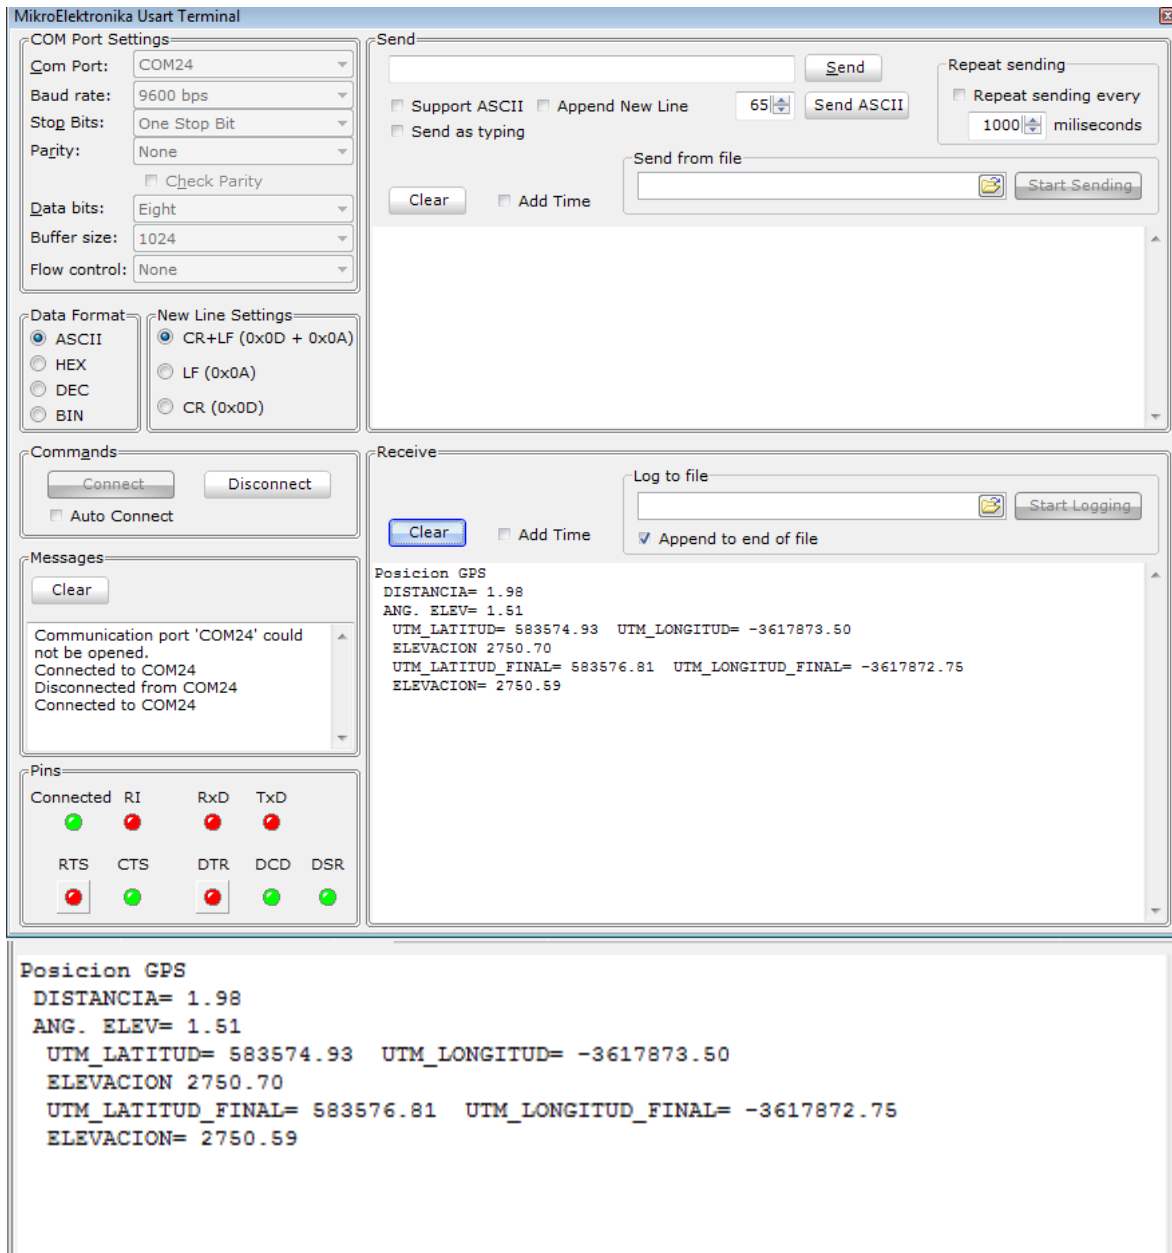 MikroElektronika Usart Terminal
COM Port Settings
Com Port: COM24
Baud rate: 9600 bps
Stop Bits: One Stop Bit
Parity: None
Check Parity
Data bits: Eight
Buffer size: 1024
Flow control: None
Data Format
ASCII
HEX
DEC
BIN
New Line Settings
CR+LF (0x0D + 0x0A)
LF (0x0A)
CR (0x0D)
Commands
Connect Disconnect
Auto Connect
Messages
Clear
Communication port 'COM24' could
not be opened.
Connected to COM24
Disconnected from COM24
Connected to COM24
Pins
Connected RI RxD TxD
RTS CTS DTR DCD DSR
Send
Send
Support ASCII Append New Line 65 Send ASCII
Send as typing
Repeat sending
Repeat sending every
1000 miliseconds
Send from file
Start Sending
Clear Add Time
Receive
Log to file
Start Logging
Append to end of file
Clear Add Time
Posicion GPS
DISTANCIA= 1.98
ANG. ELEV= 1.51
UTM_LATITUD= 583574.93 UTM_LONGITUD= -3617873.50
ELEVACION 2750.70
UTM_LATITUD_FINAL= 583576.81 UTM_LONGITUD_FINAL= -3617872.75
ELEVACION= 2750.59
Posicion GPS
DISTANCIA= 1.98
ANG. ELEV= 1.51
UTM_LATITUD= 583574.93 UTM_LONGITUD= -3617873.50
ELEVACION 2750.70
UTM_LATITUD_FINAL= 583576.81 UTM_LONGITUD_FINAL= -3617872.75
ELEVACION= 2750.59